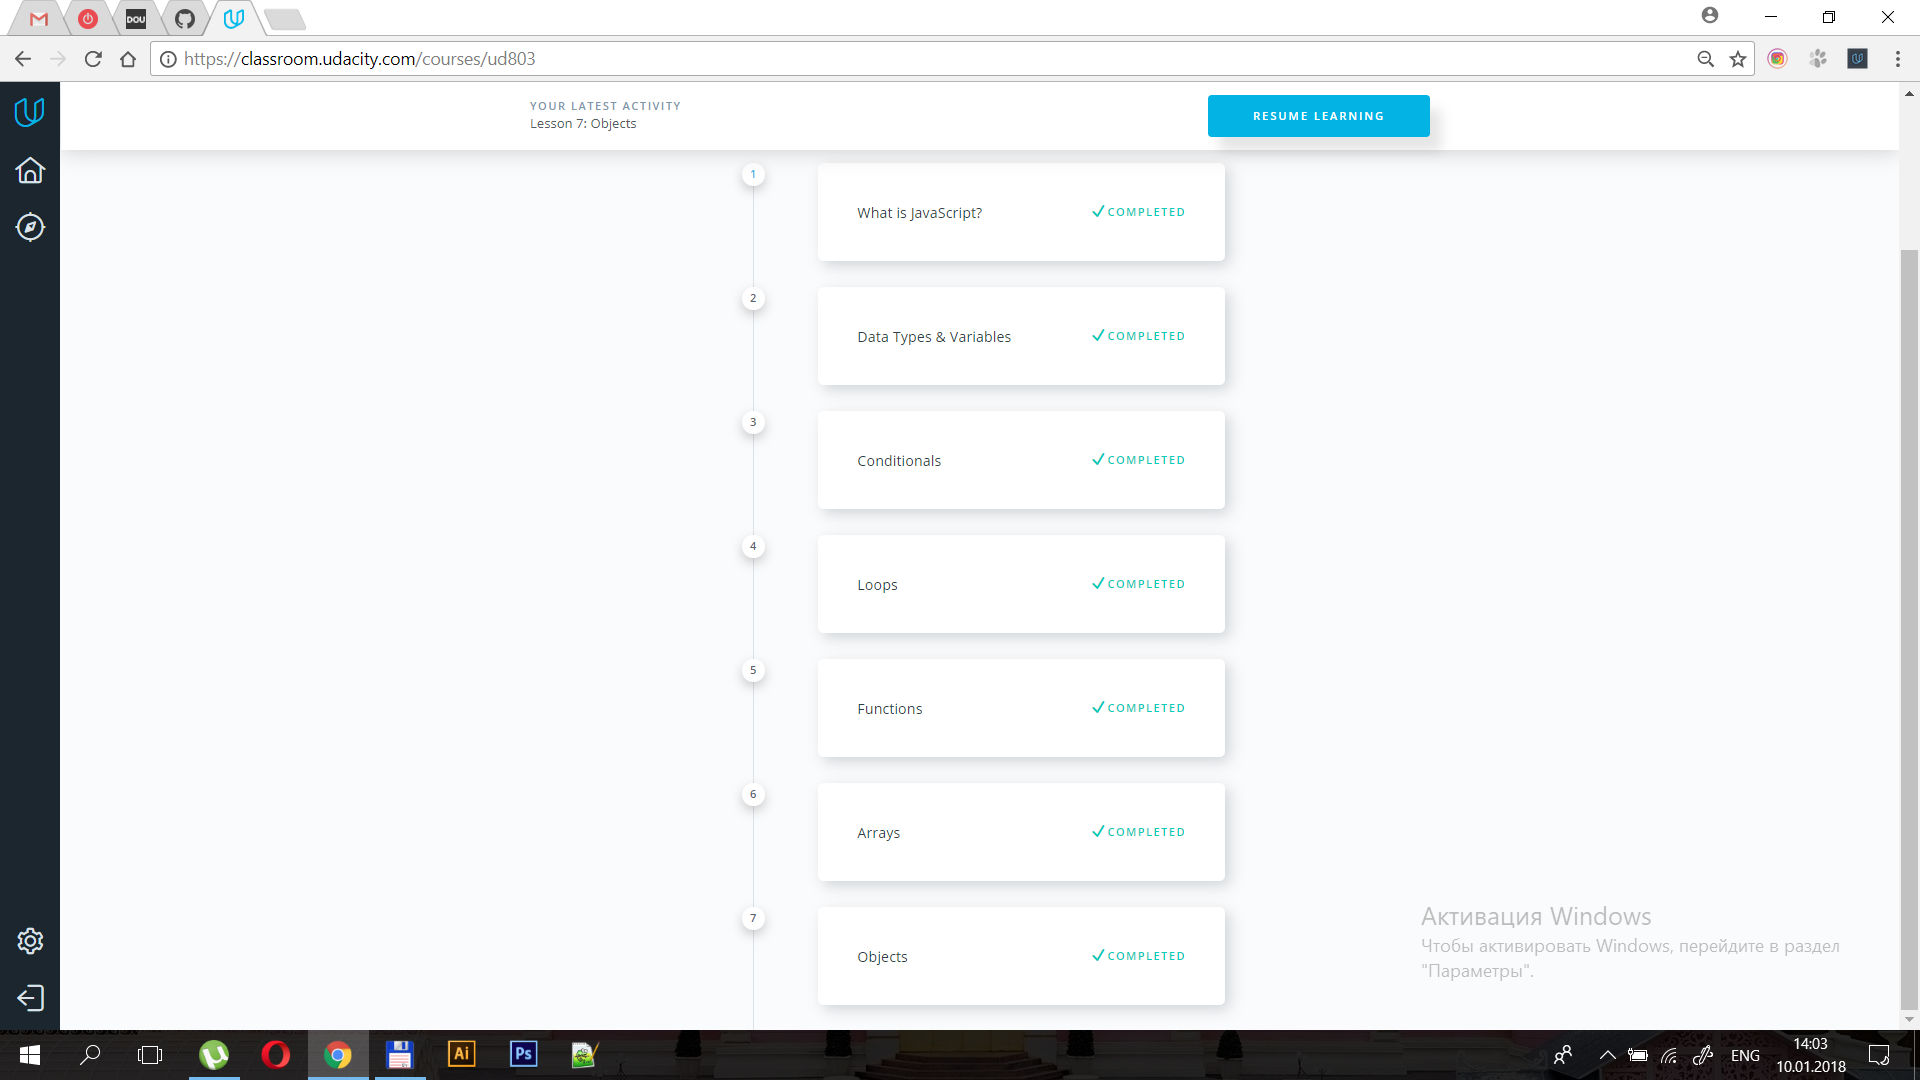 DOU
https://classroom.udacity.com/courses/ud803
YOUR LATEST ACTIVITY
Lesson 7: Objects
RESUME LEARNING
1
What is JavaScript?
COMPLETED
2
Data Types & Variables
COMPLETED
3
Conditionals
COMPLETED
4
Loops
COMPLETED
5
Functions
COMPLETED
6
Arrays
COMPLETED
7
Objects
COMPLETED
Активация Windows
Чтобы активировать Windows, перейдите в раздел
"Параметры".
Ai
Ps
ENG
14:03
10.01.2018